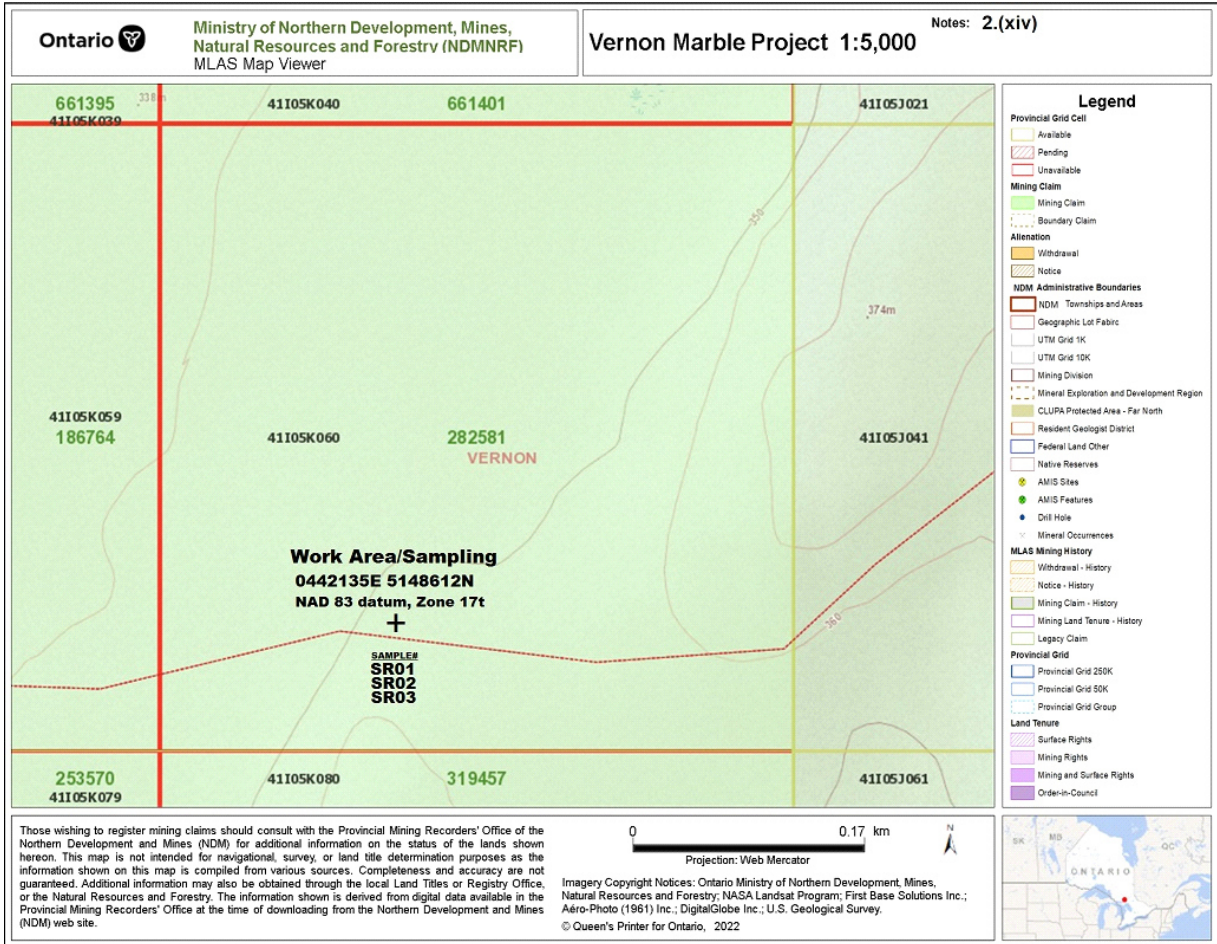 Ontario
Ministry of Northern Development, Mines,
Natural Resources and Forestry (NDMNRF)
MLAS Map Viewer
Vernon Marble Project 1:5,000
Notes: 2.(xiv)
661395
338m
41I05K039
41I05K040
661401
41I05J021
350
374m
41I05K059
186764
41I05K060
282581
VERNON
41I05J041
Work Area/Sampling
0442135E 5148612N
NAD 83 datum, Zone 17t
360
SAMPLE#
SR01
SR02
SR03
253570
41I05K079
41I05K080
319457
41I05J061
Legend
Provincial Grid Cell
Available
Pending
Unavailable
Mining Claim
Mining Claim
Boundary Claim
Alienation
Withdrawal
Notice
NDM Administrative Boundaries
NDM Townships and Areas
Geographic Lot Fabirc
UTM Grid 1K
UTM Grid 10K
Mining Division
Mineral Exploration and Development Region
CLUPA Protected Area - Far North
Resident Geologist District
Federal Land Other
Native Reserves
AMIS Sites
AMIS Features
Drill Hole
Mineral Occurrences
MLAS Mining History
Withdrawal - History
Notice - History
Mining Claim - History
Mining Land Tenure - History
Legacy Claim
Provincial Grid
Provincial Grid 250K
Provincial Grid 50K
Provincial Grid Group
Land Tenure
Surface Rights
Mining Rights
Mining and Surface Rights
Order-in-Council
Those wishing to register mining claims should consult with the Provincial Mining Recorders' Office of the
Northern Development and Mines (NDM) for additional information on the status of the lands shown
hereon. This map is not intended for navigational, survey, or land title determination purposes as the
information shown on this map is compiled from various sources. Completeness and accuracy are not
guaranteed. Additional information may also be obtained through the local Land Titles or Registry Office,
or the Natural Resources and Forestry. The information shown is derived from digital data available in the
Provincial Mining Recorders' Office at the time of downloading from the Northern Development and Mines
(NDM) web site.
0 0.17 km
Projection: Web Mercator
N
Imagery Copyright Notices: Ontario Ministry of Northern Development, Mines,
Natural Resources and Forestry; NASA Landsat Program; First Base Solutions Inc.;
Aéro-Photo (1961) Inc.; DigitalGlobe Inc.; U.S. Geological Survey.
© Queen's Printer for Ontario, 2022
SK
MB
QC
ONTARIO